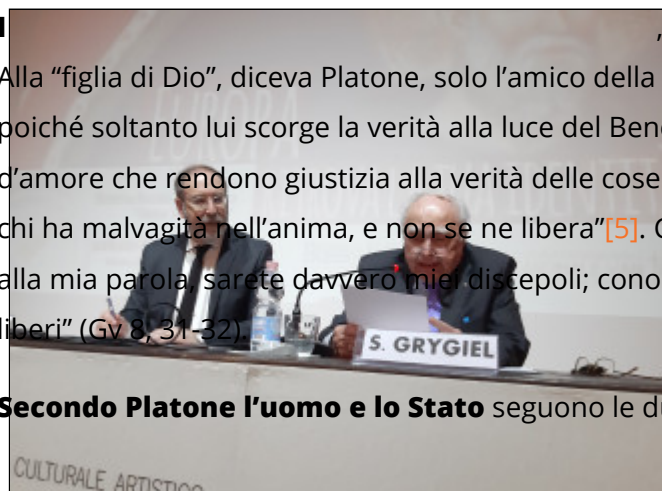 ,
Alla “figlia di Dio”, diceva Platone, solo l’amico della
poiché soltanto lui scorge la verità alla luce del Bene
d’amore che rendono giustizia alla verità delle cose
chi ha malvagità nell’anima, e non se ne libera”[5].
alla mia parola, sarete davvero miei discepoli;
liberi” (Gv 8, 31-32).
S. GRYGIEL
Secondo Platone l’uomo e lo Stato seguono le
CULTURALE ARTISTICO
EUROPA